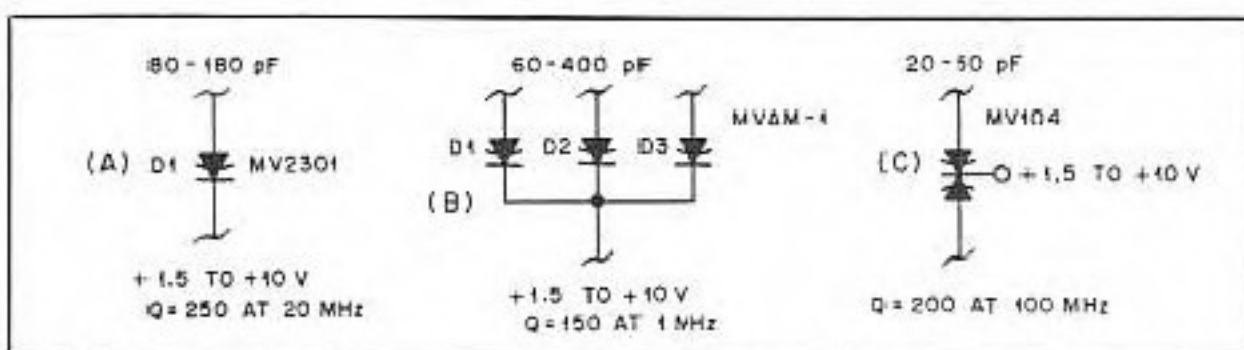 80-180 pF
(A) D1 MV2301
+1.5 TO +10 V
Q=250 AT 20 MHz
60-400 pF
MVAM-1
D1 D2 D3
(B)
+1.5 TO +10 V
Q=150 AT 1 MHz
20-50 pF
MV104
(C) +1.5 TO +10 V
Q=200 AT 100 MHz